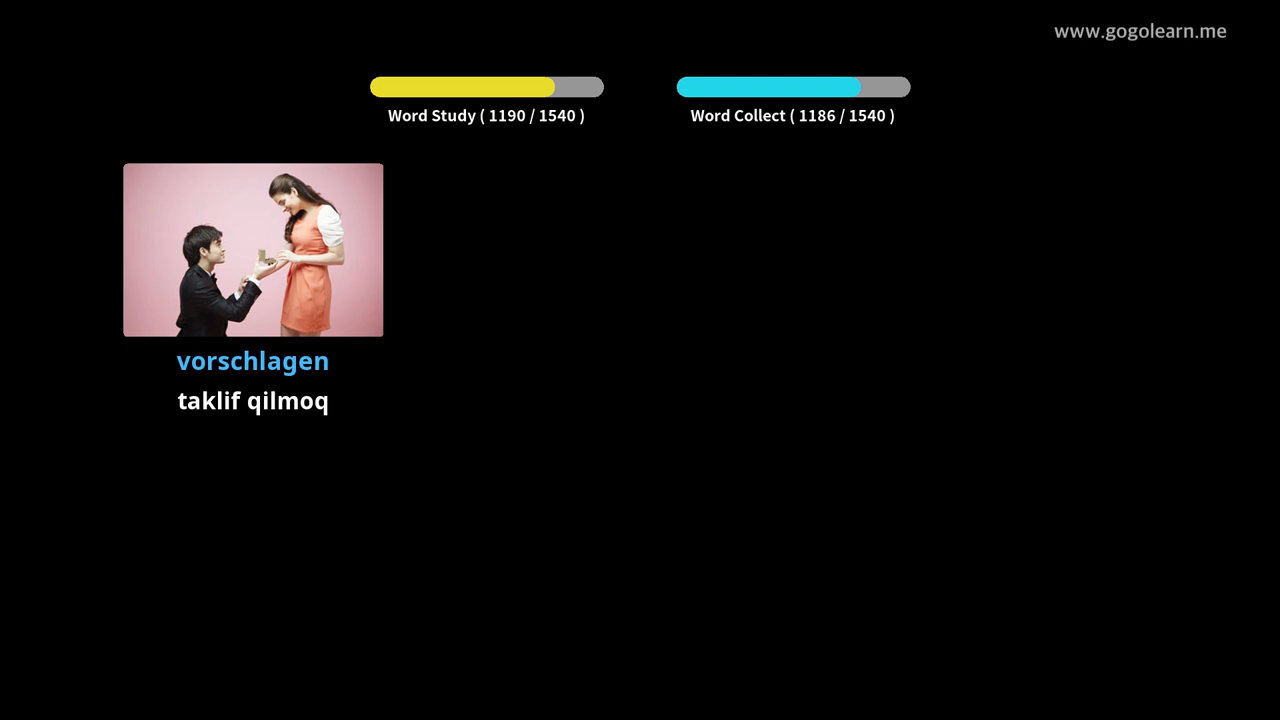 www.gogolearn.me
Word Study ( 1190 / 1540 )
Word Collect ( 1186 / 1540 )
vorschlagen
taklif qilmoq